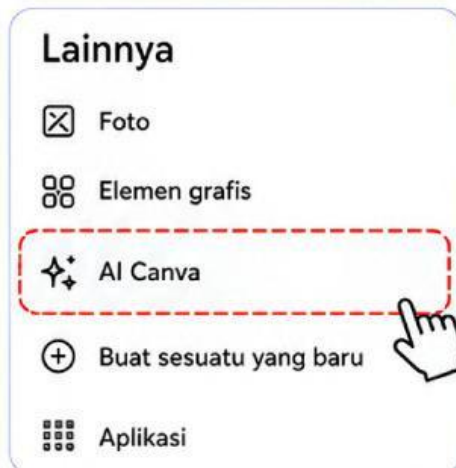 Lainnya
Foto
Elemen grafis
AI Canva
Buat sesuatu yang baru
Aplikasi